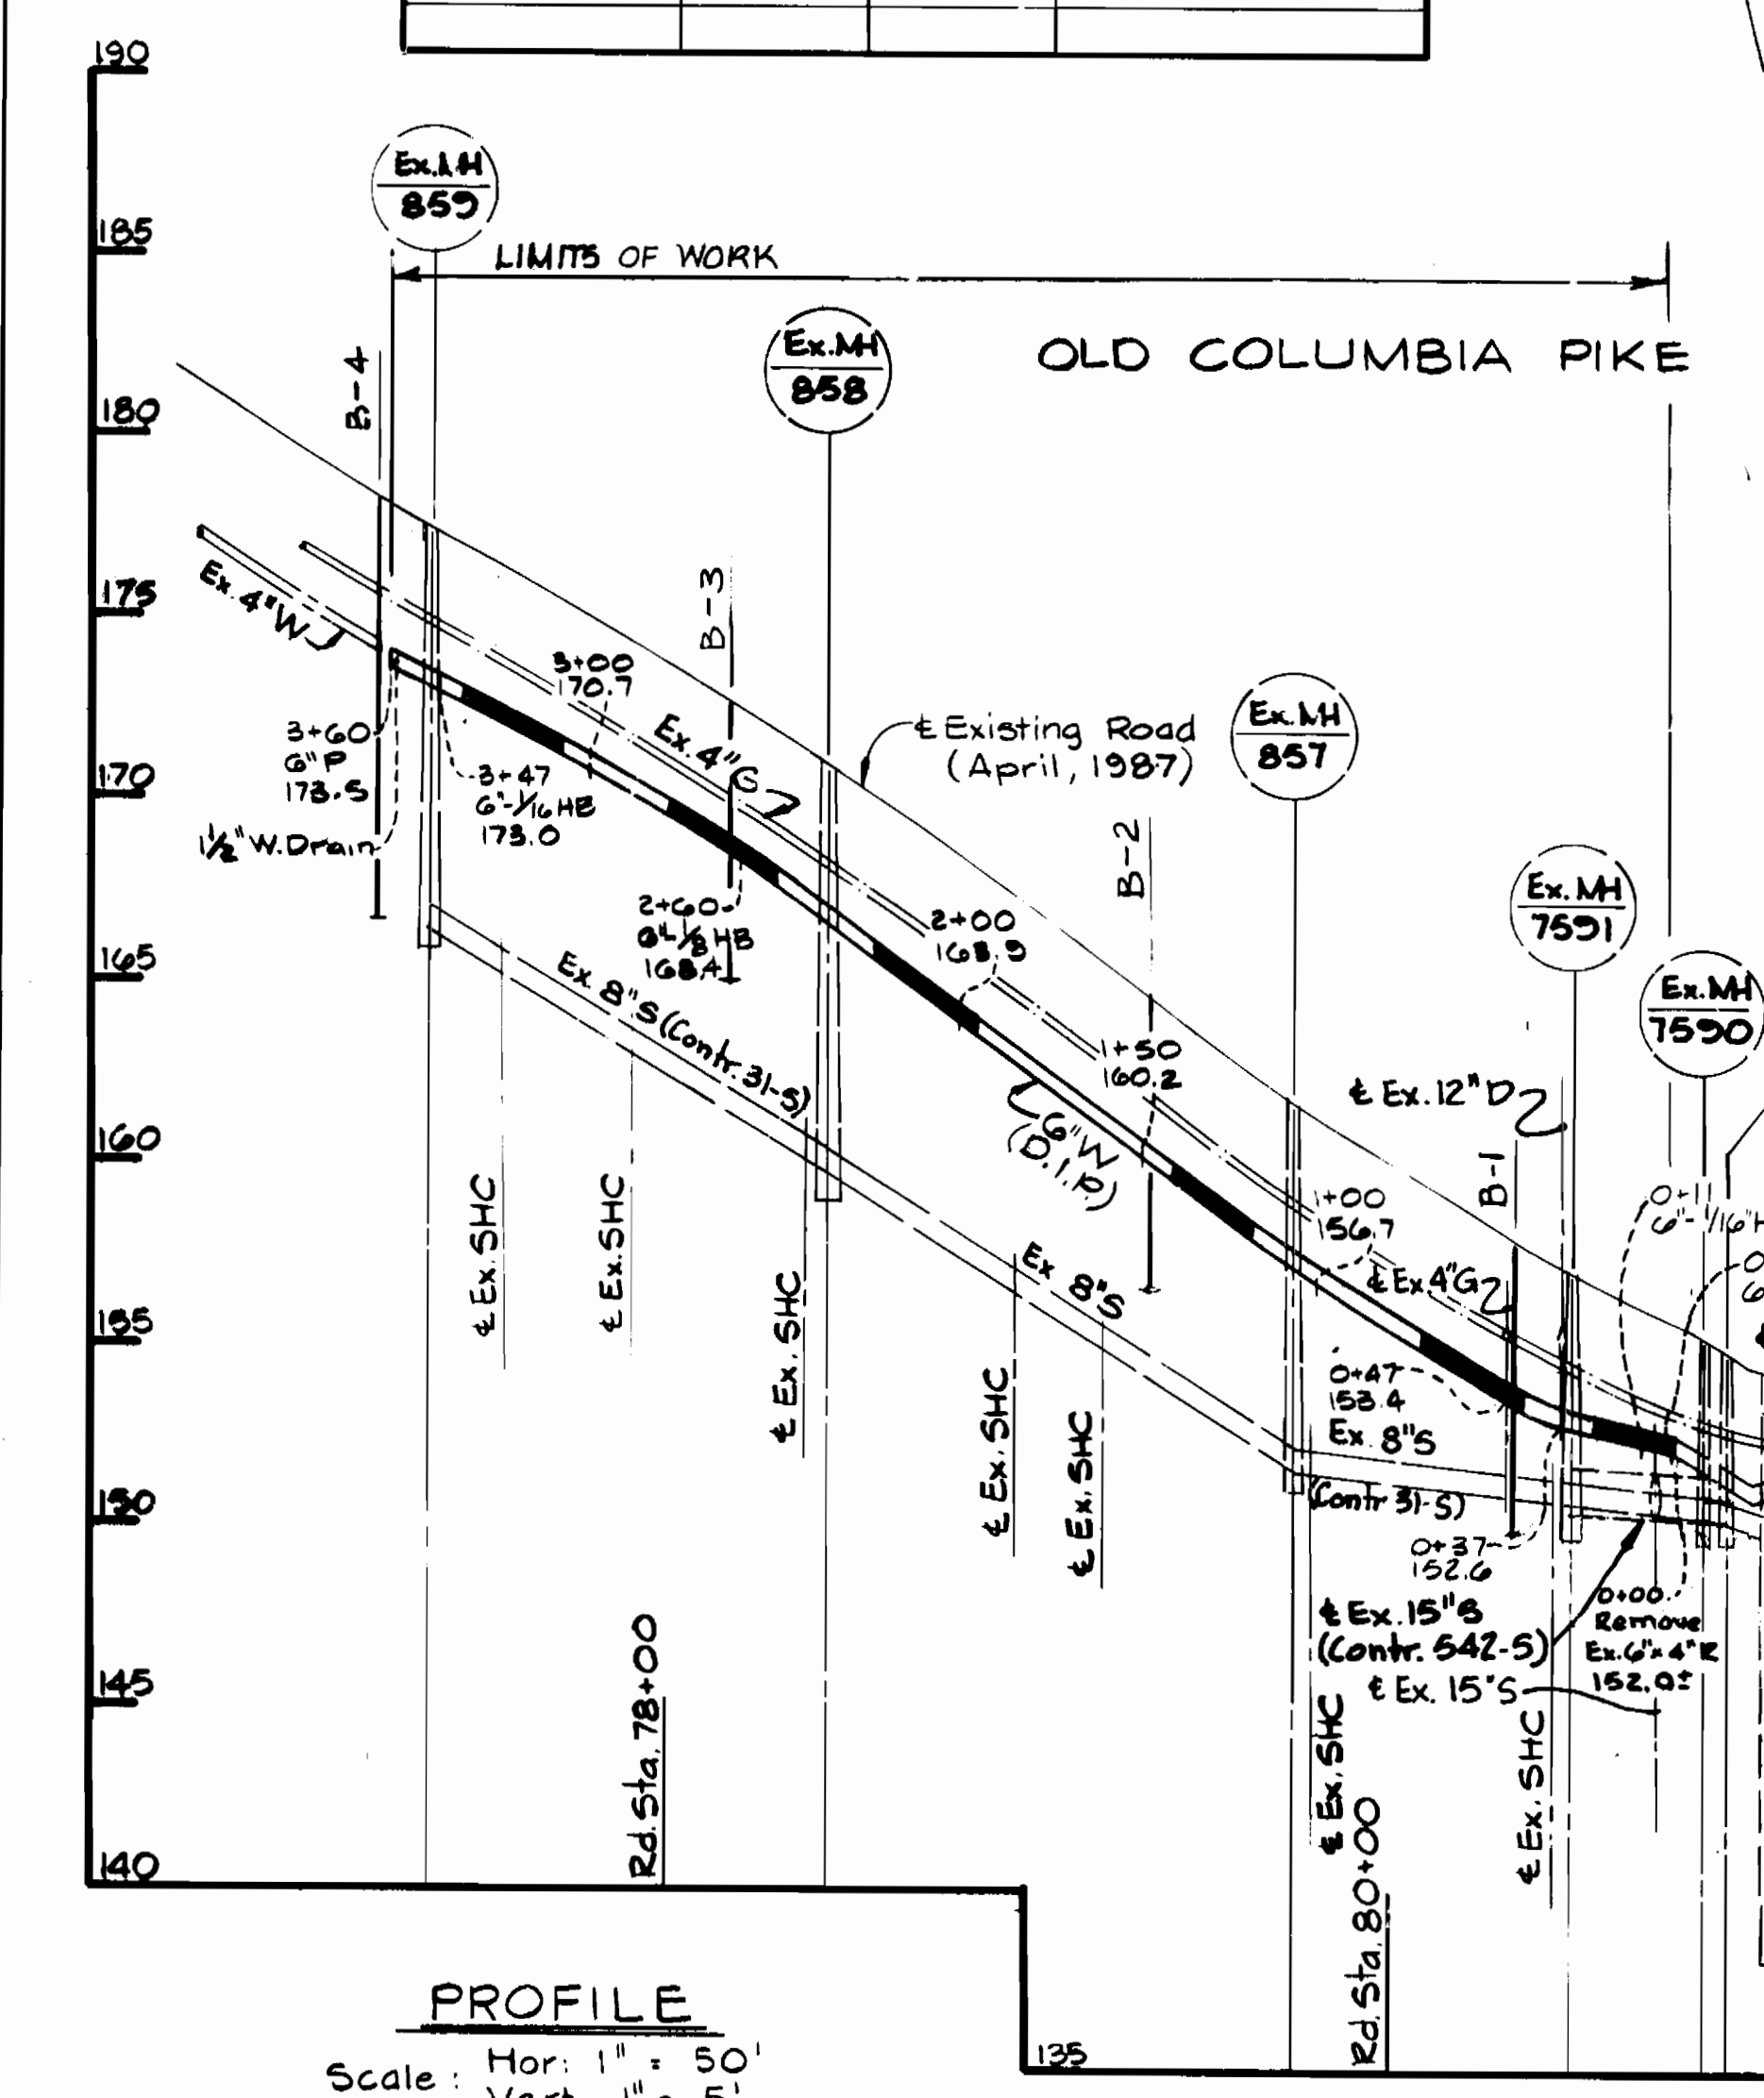 190
185
180
175
170
165
160
155
150
145
140
135
Ex.MH
859
LIMITS OF WORK
Ex.MH
858
OLD COLUMBIA PIKE
B-4
B-3
Ex.4"W
3+00
170.7
Ex.4"G
℄ Existing Road
(April, 1987)
Ex.MH
857
3+60
6"P
173.5
3+47
6"-1/16 HB
173.0
1½" W.Drain
B-2
2+60
6"-1/8 HB
168.4
2+00
Ex.MH
7591
Ex.MH
7590
Ex. 8"S (Contr. 31-S)
1+50
160.2
6"W
(D.I.P.)
℄ Ex.12"D
B-1
1+00
156.7
0+11
℄ Ex.4"G
Ex 8"S
℄ Ex.SHC
℄ Ex.SHC
℄ Ex.SHC
℄ Ex.SHC
℄ Ex.SHC
0+47
153.4
Ex. 8"S
(Contr 31-S)
0+37
152.6
℄ Ex.15"S
(Contr. 542-S)
℄ Ex. 15"S
0+00
Remove
Ex.6"x4"R
152.0±
℄ Ex.SHC
℄ Ex.SHC
Rd.Sta.78+00
Rd.Sta.80+00
PROFILE
Scale: Hor: 1" = 50'
Vert. 1" = 5'